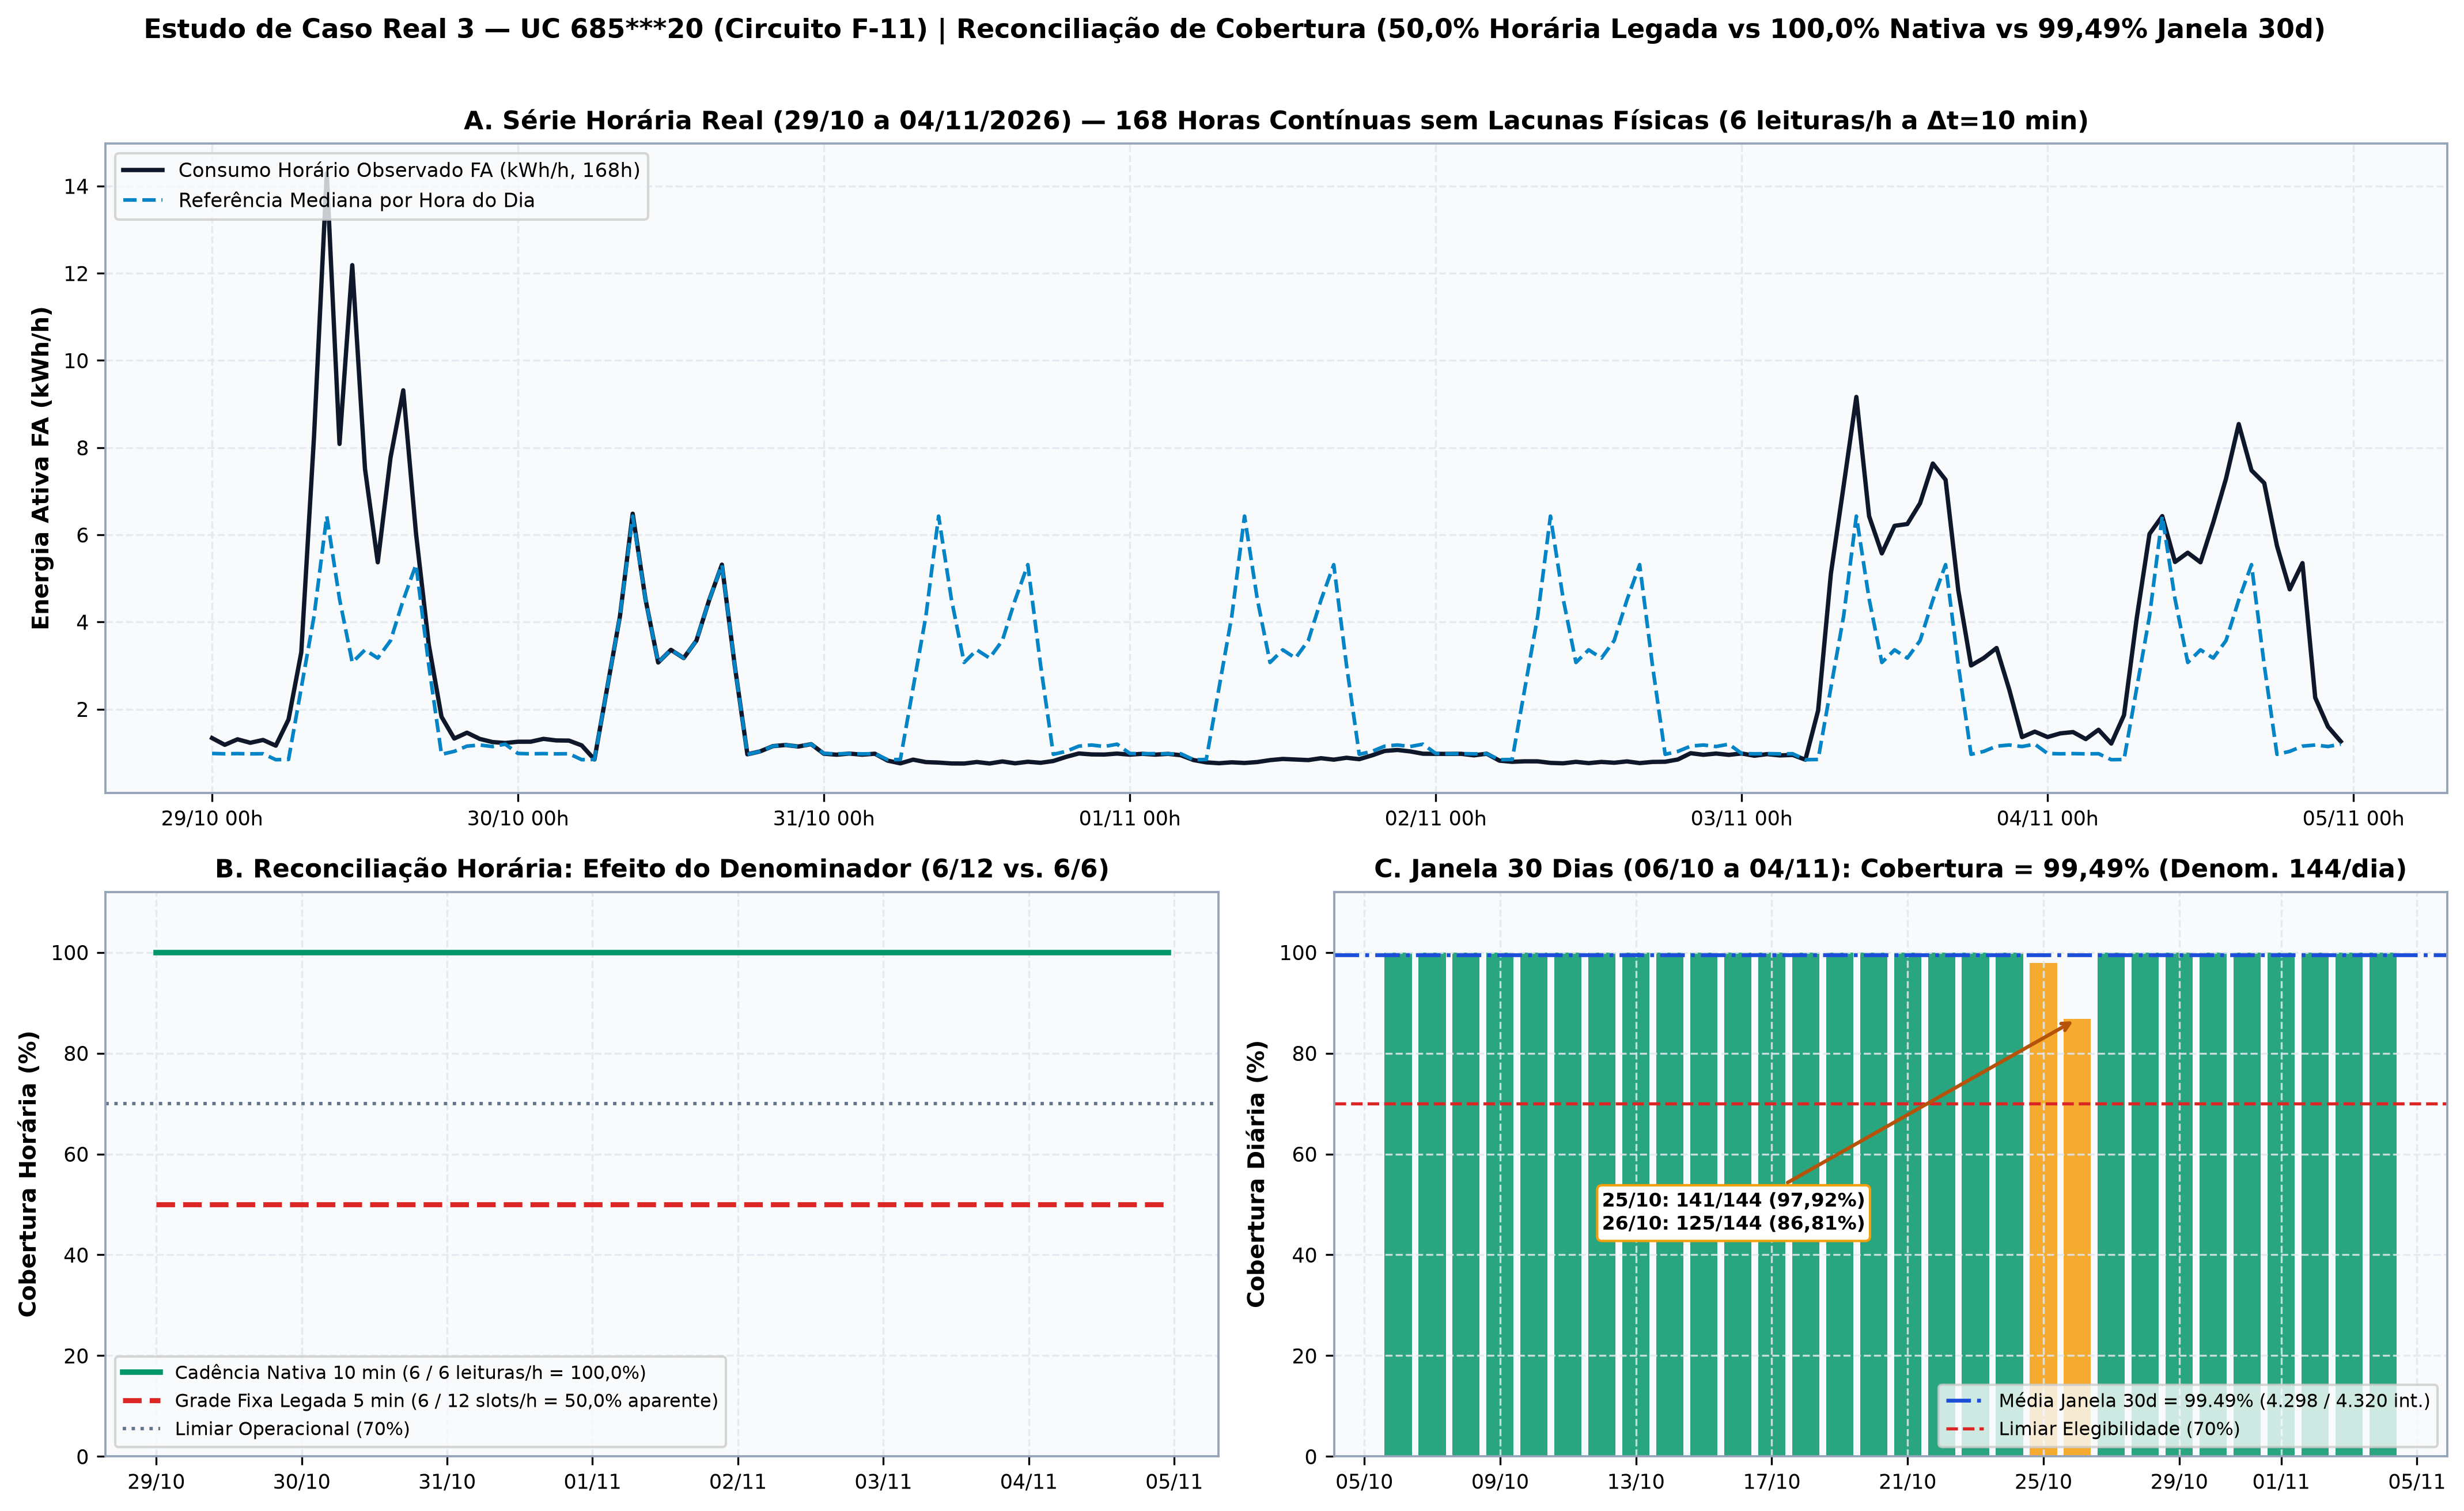 Estudo de Caso Real 3 — UC 685***20 (Circuito F-11) | Reconciliação de Cobertura (50,0% Horária Legada vs 100,0% Nativa vs 99,49% Janela 30d)
A. Série Horária Real (29/10 a 04/11/2026) — 168 Horas Contínuas sem Lacunas Físicas (6 leituras/h a Δt=10 min)
Energia Ativa FA (kWh/h)
14
12
10
8
6
4
2
Consumo Horário Observado FA (kWh/h, 168h)
Referência Mediana por Hora do Dia
29/10 00h
30/10 00h
31/10 00h
01/11 00h
02/11 00h
03/11 00h
04/11 00h
05/11 00h
B. Reconciliação Horária: Efeito do Denominador (6/12 vs. 6/6)
Cobertura Horária (%)
100
80
60
40
20
0
Cadência Nativa 10 min (6 / 6 leituras/h = 100,0%)
Grade Fixa Legada 5 min (6 / 12 slots/h = 50,0% aparente)
Limiar Operacional (70%)
29/10
30/10
31/10
01/11
02/11
03/11
04/11
05/11
C. Janela 30 Dias (06/10 a 04/11): Cobertura = 99,49% (Denom. 144/dia)
Cobertura Diária (%)
100
80
60
40
20
0
25/10: 141/144 (97,92%)
26/10: 125/144 (86,81%)
Média Janela 30d = 99.49% (4.298 / 4.320 int.)
Limiar Elegibilidade (70%)
05/10
09/10
13/10
17/10
21/10
25/10
29/10
01/11
05/11